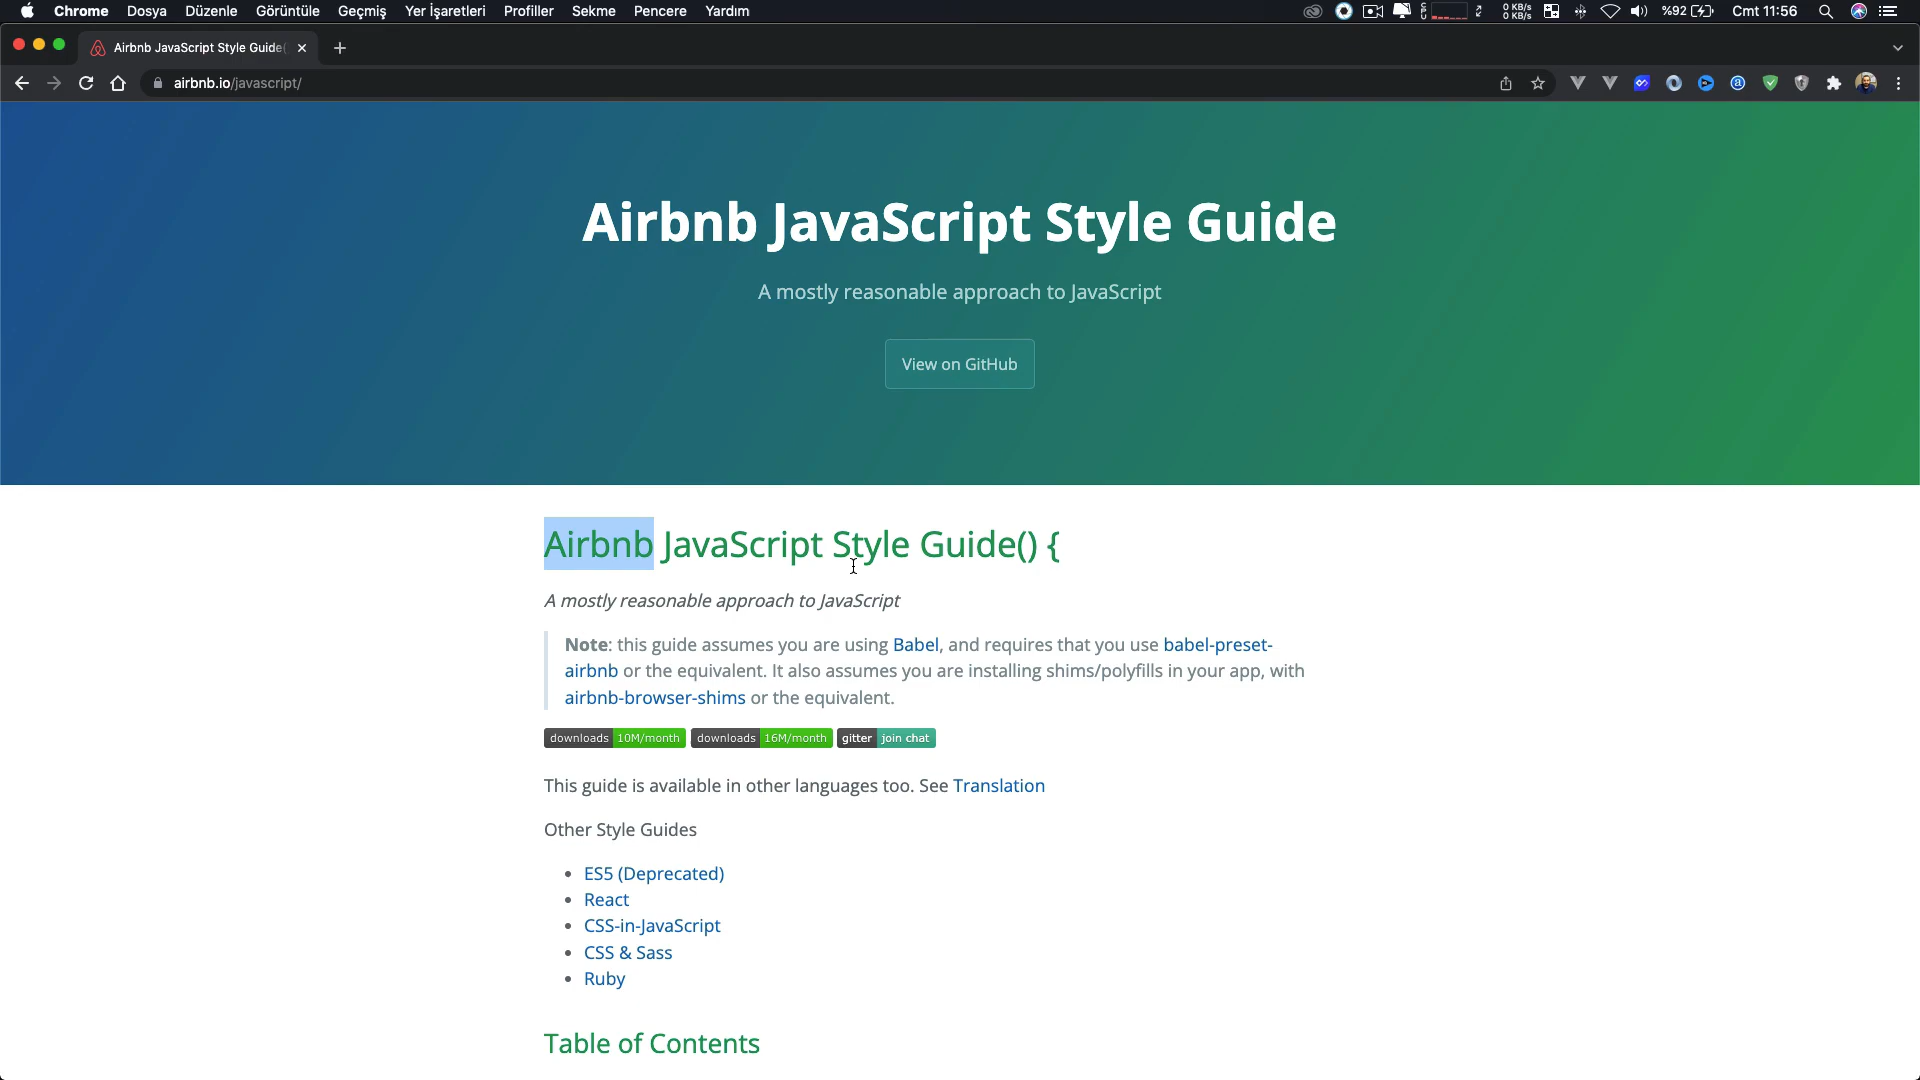 Chrome Dosya Düzenle Görüntüle Geçmiş Yer İşaretleri Profiller Sekme Pencere Yardım
0 KB/s
0 KB/s
%92
Cmt 11:56
Airbnb JavaScript Style Guide(
airbnb.io/javascript/
Airbnb JavaScript Style Guide
A mostly reasonable approach to JavaScript
View on GitHub
Airbnb JavaScript Style Guide() {
A mostly reasonable approach to JavaScript
Note: this guide assumes you are using Babel, and requires that you use babel-preset-
airbnb or the equivalent. It also assumes you are installing shims/polyfills in your app, with
airbnb-browser-shims or the equivalent.
downloads 10M/month downloads 16M/month gitter join chat
This guide is available in other languages too. See Translation
Other Style Guides
• ES5 (Deprecated)
• React
• CSS-in-JavaScript
• CSS & Sass
• Ruby
Table of Contents